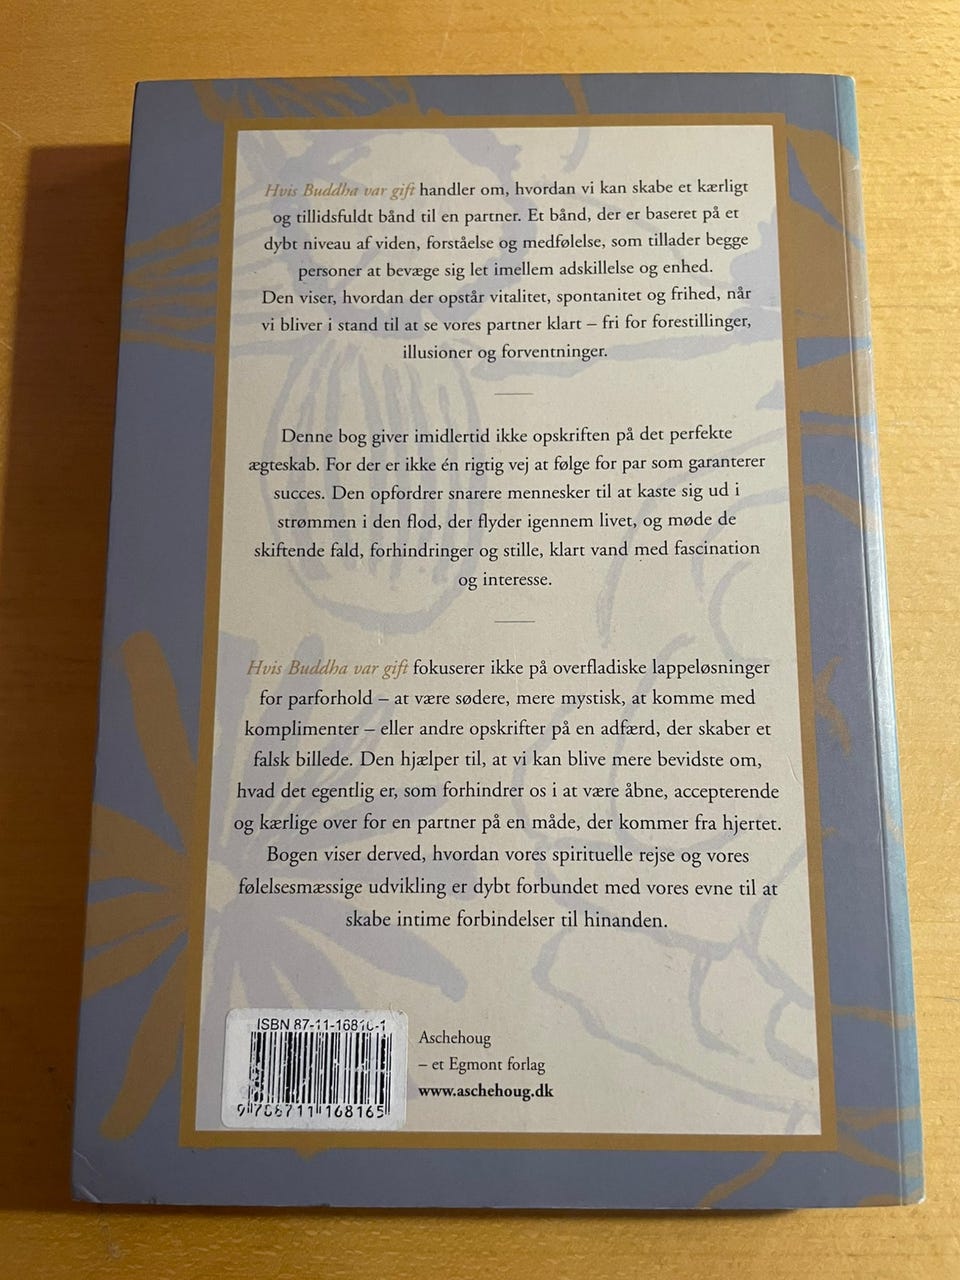 Hvis Buddha var gift handler om, hvordan vi kan skabe et kærligt
og tillidsfuldt bånd til en partner. Et bånd, der er baseret på et
dybt niveau af viden, forståelse og medfølelse, som tillader begge
personer at bevæge sig let imellem adskillelse og enhed.
Den viser, hvordan der opstår vitalitet, spontanitet og frihed, når
vi bliver i stand til at se vores partner klart – fri for forestillinger,
illusioner og forventninger.
Denne bog giver imidlertid ikke opskriften på det perfekte
ægteskab. For der er ikke én rigtig vej at følge for par som garanterer
succes. Den opfordrer snarere mennesker til at kaste sig ud i
strømmen i den flod, der flyder igennem livet, og møde de
skiftende fald, forhindringer og stille, klart vand med fascination
og interesse.
Hvis Buddha var gift fokuserer ikke på overfladiske lappeløsninger
for parforhold – at være sødere, mere mystisk, at komme med
komplimenter – eller andre opskrifter på en adfærd, der skaber et
falsk billede. Den hjælper til, at vi kan blive mere bevidste om,
hvad det egentlig er, som forhindrer os i at være åbne, accepterende
og kærlige over for en partner på en måde, der kommer fra hjertet.
Bogen viser derved, hvordan vores spirituelle rejse og vores
følelsesmæssige udvikling er dybt forbundet med vores evne til at
skabe intime forbindelser til hinanden.
ISBN 87-11-16816-1
9788711168165
Aschehoug
– et Egmont forlag
www.aschehoug.dk